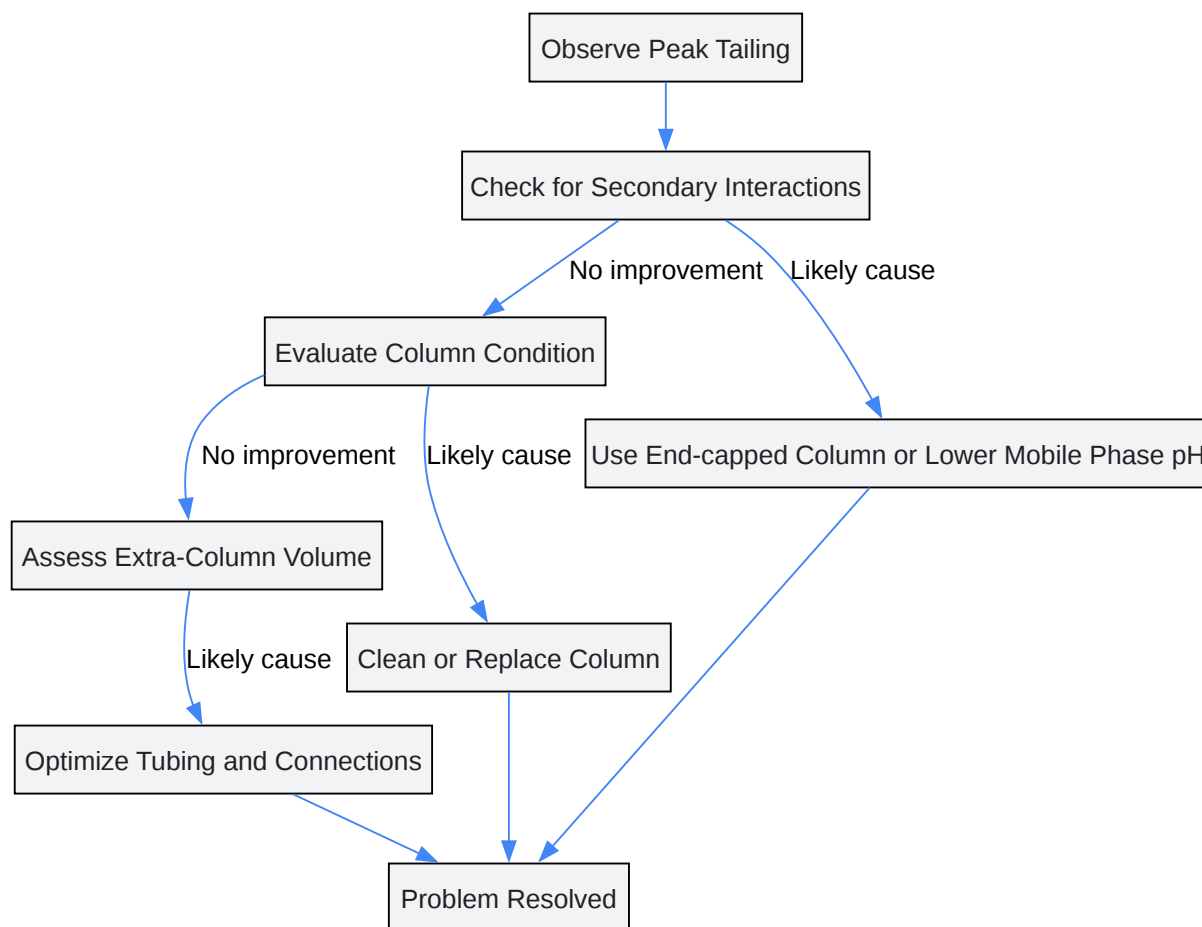 Observe Peak Tailing
Check for Secondary Interactions
No improvement
Likely cause
Evaluate Column Condition
No improvement
Likely cause
Use End-capped Column or Lower Mobile Phase pH
Assess Extra-Column Volume
Likely cause
Clean or Replace Column
Optimize Tubing and Connections
Problem Resolved